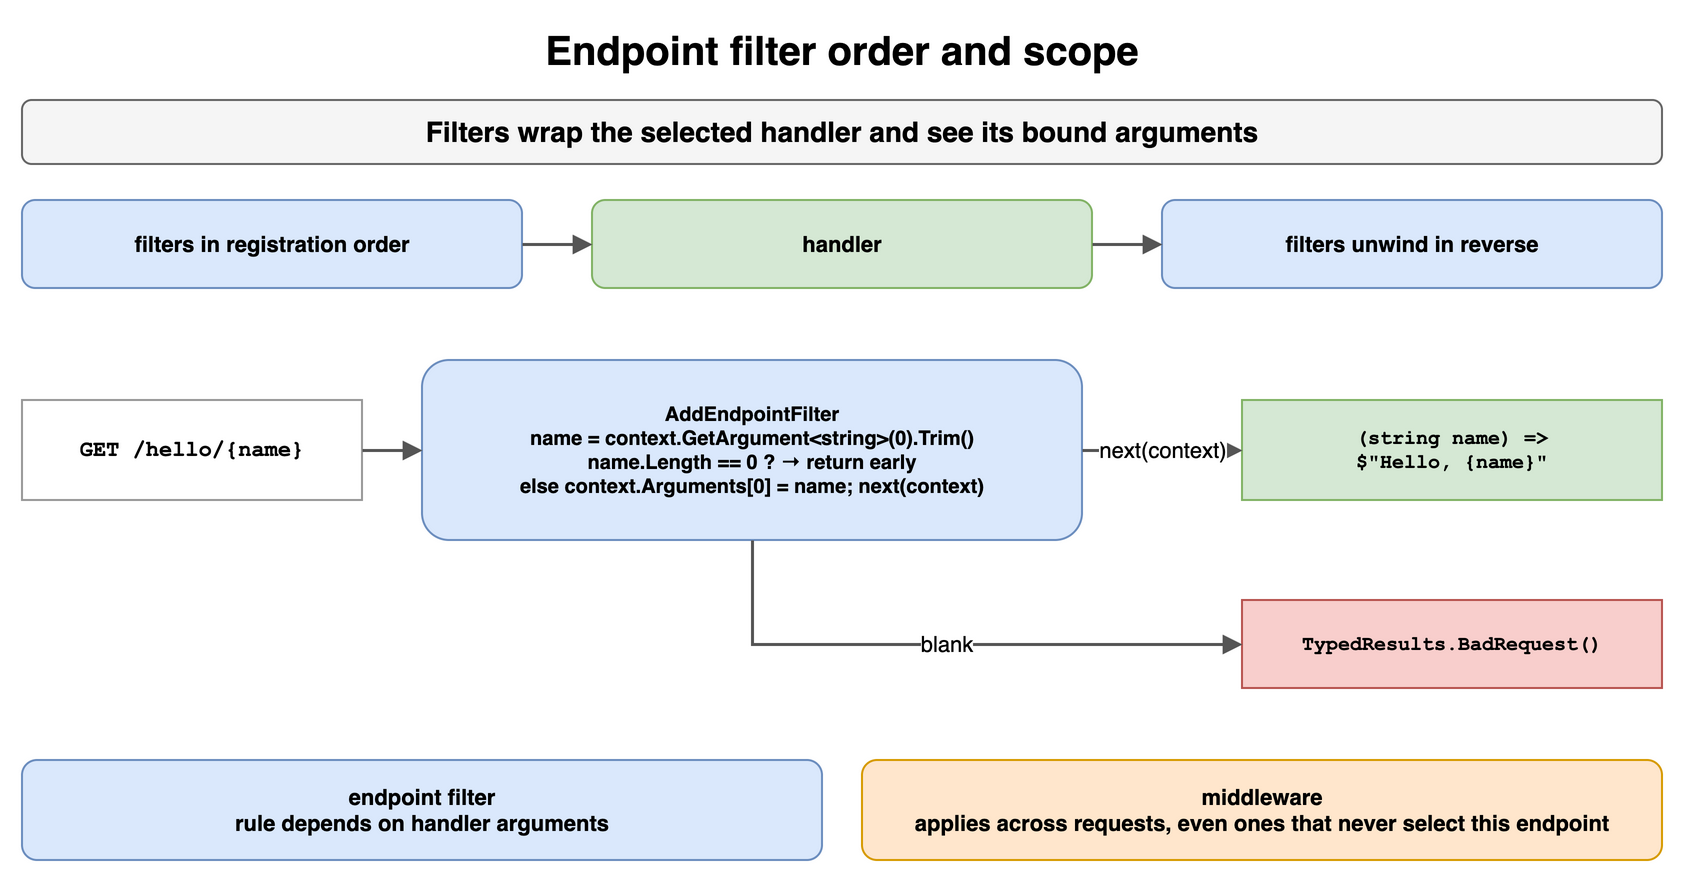 Endpoint filter order and scope
Filters wrap the selected handler and see its bound arguments
filters in registration order
handler
filters unwind in reverse
GET /hello/{name}
AddEndpointFilter
name = context.GetArgument<string>(0).Trim()
name.Length == 0 ? → return early
else context.Arguments[0] = name; next(context)
next(context)
(string name) =>
$"Hello, {name}"
blank
TypedResults.BadRequest()
endpoint filter
rule depends on handler arguments
middleware
applies across requests, even ones that never select this endpoint